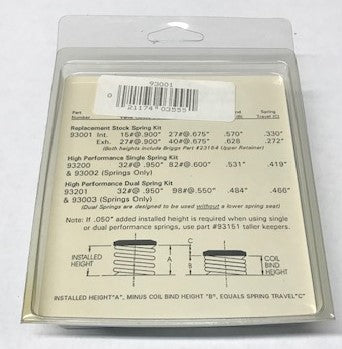 93001
0 21174 03555
Part Number
Spring Travel (C)
Replacement Stock Spring Kit
93001 Int. 15#@.900" 27#@.675" .570" .330"
Exh. 27#@.900" 40#@.675" .628 .272"
(Both heights include Briggs Part #23184 Upper Retainer)
High Performance Single Spring Kit
93200 32#@ .950" 82#@.600" .531" .419"
& 93002 (Springs Only)
High Performance Dual Spring Kit
93201 32#@ .950" 98#@.550" .484" .466"
& 93003 (Springs Only)
(Dual Springs are designed to be used without a lower spring seat)
Note: If .050" added installed height is required when using single
or dual performance springs, use part #93151 taller keepers.
INSTALLED HEIGHT
A
C
B
COIL BIND HEIGHT
INSTALLED HEIGHT"A", MINUS COIL BIND HEIGHT "B", EQUALS SPRING TRAVEL"C"